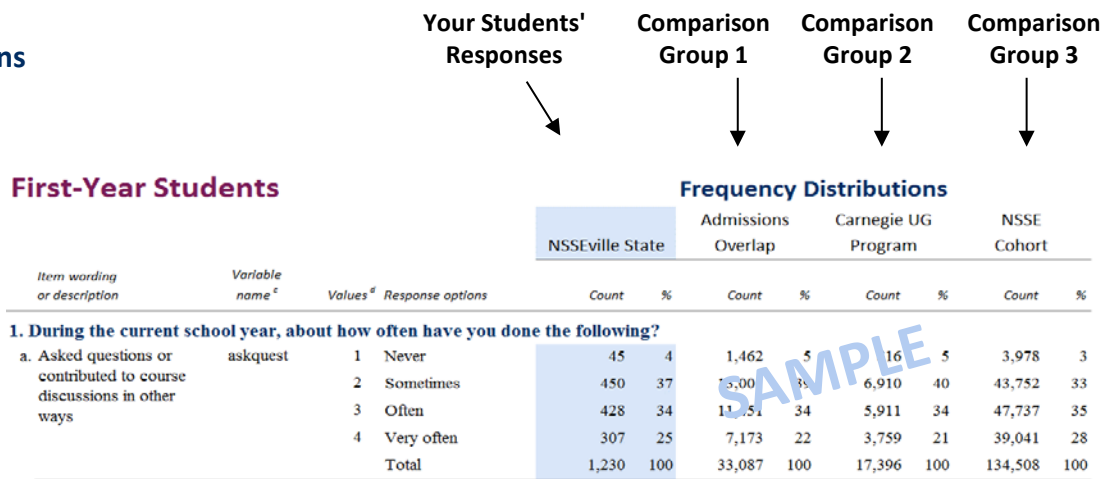 Your Students' Comparison Comparison Comparison
Responses Group 1 Group 2 Group 3
ns
First-Year Students Frequency Distributions
Admissions Carnegie UG NSSE
NSSEville State Overlap Program Cohort
Item wording Variable
or description name c Values d Response options Count % Count % Count % Count %
1. During the current school year, about how often have you done the following?
a. Asked questions or askquest 1 Never 45 4 1,462 5 5 3,978 3
contributed to course
discussions in other
ways
2 Sometimes 450 37 6,910 40 43,752 33
3 Often 428 34 34 5,911 34 47,737 35
4 Very often 307 25 7,173 22 3,759 21 39,041 28
Total 1,230 100 33,087 100 17,396 100 134,508 100
SAMPLE